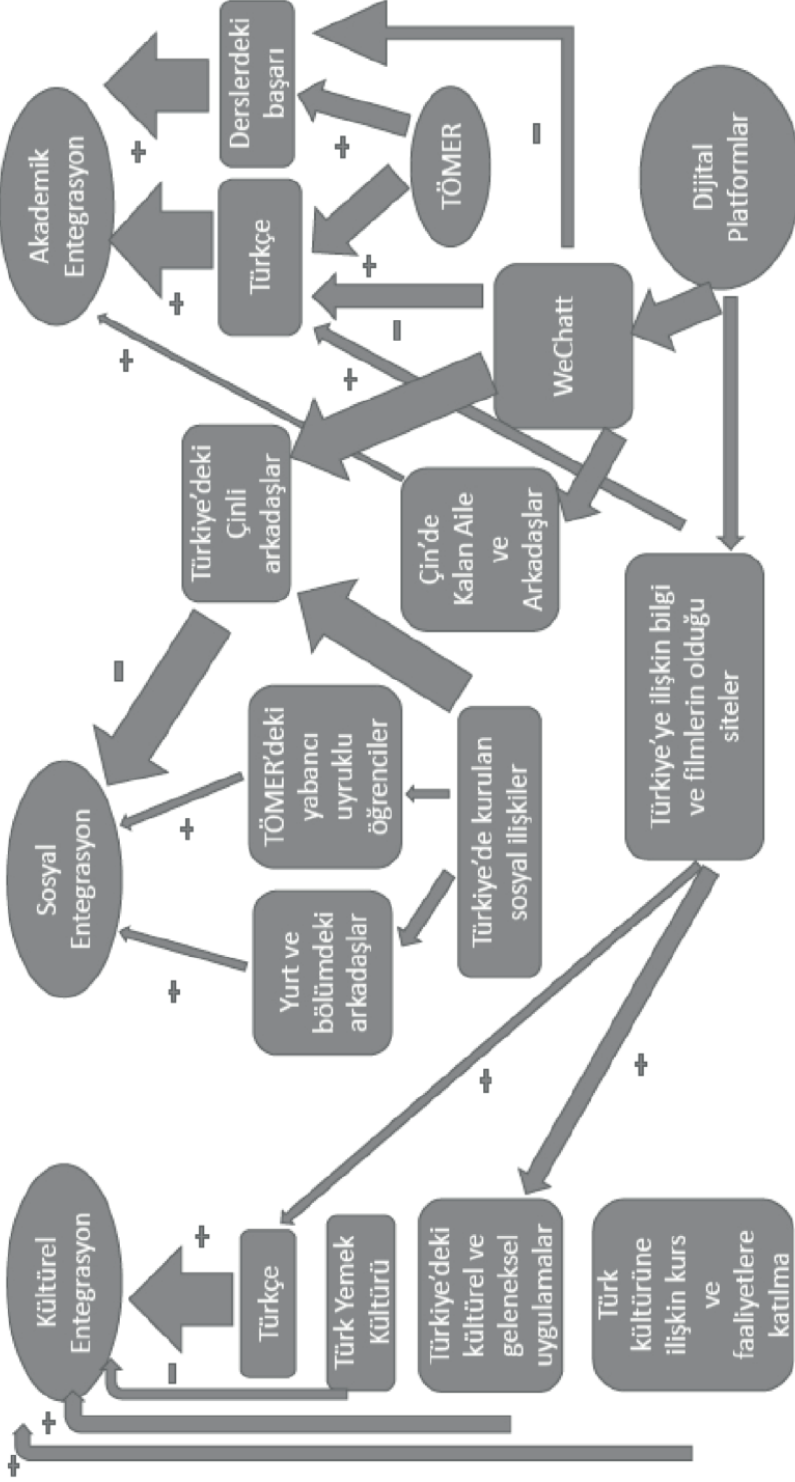 Kültürel
Entegrasyon
Sosyal
Entegrasyon
Akademik
Entegrasyon
+
+
-
+
+
+
-
+
+
+
Türkçe
Yurt ve
bölümdeki
arkadaşlar
TÖMER'deki
yabancı
uyruklu
öğrenciler
Türkiye'deki
Çinli
arkadaşlar
Türkçe
Derslerdeki
başarı
Türk Yemek
Kültürü
+
+
+
-
TÖMER
-
Türkiye'deki
kültürel ve
geleneksel
uygulamalar
+
Türkiye'de kurulan
sosyal ilişkiler
Çin'de
Kalan Aile
ve
Arkadaşlar
WeChatt
Türk
kültürüne
ilişkin kurs
ve
faaliyetlere
katılma
+
Türkiye'ye ilişkin bilgi
ve filmlerin olduğu
siteler
Dijital
Platformlar